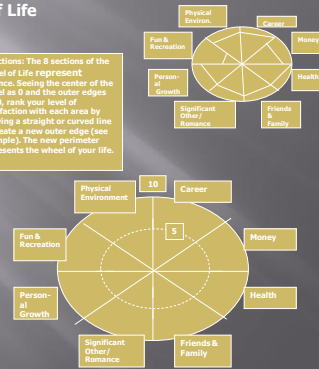 of Life
Physical
Environ.
Career
Fun &
Recreation
Money
Person-
al
Growth
Health
Significant
Other/
Romance
Friends
&
Family
ctions: The 8 sections of the
el of Life represent
nce. Seeing the center of the
el as 0 and the outer edges
, rank your level of
faction with each area by
ing a straight or curved line
eate a new outer edge (see
mple). The new perimeter
esents the wheel of your life.
Physical
Environment
10
Career
5
Fun &
Recreation
Money
Person-
al
Growth
Health
Significant
Other/
Romance
Friends &
Family